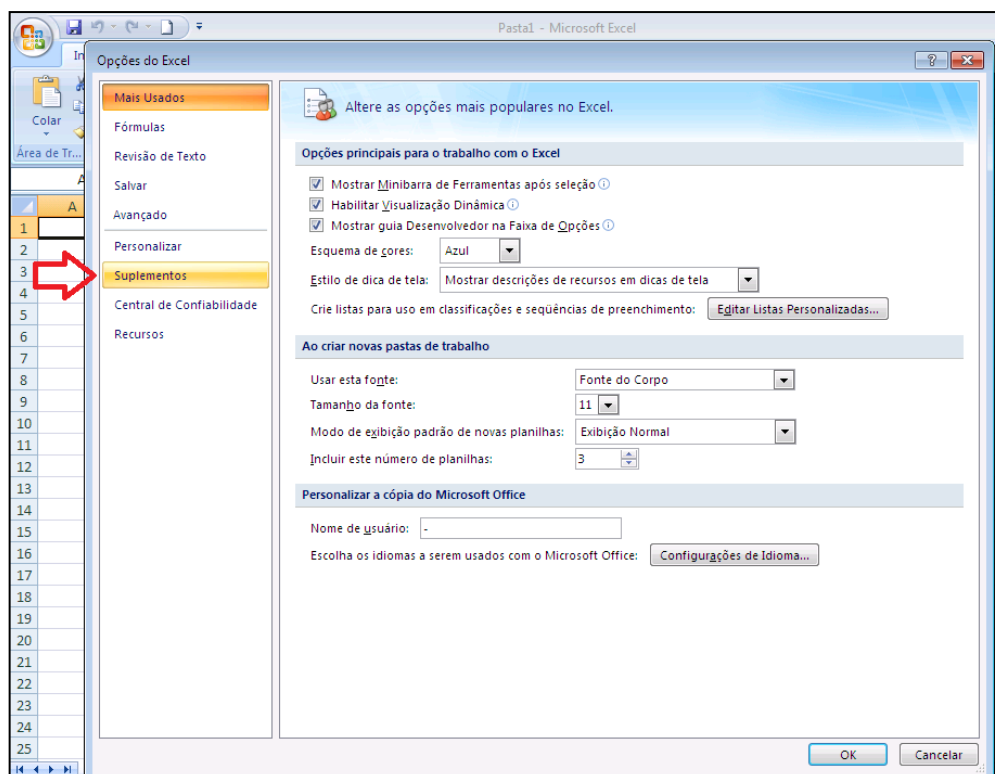 Pasta1 - Microsoft Excel
In
Opções do Excel
Colar
Área de Tr...
A
A
1
2
3
4
5
6
7
8
9
10
11
12
13
14
15
16
17
18
19
20
21
22
23
24
25
Mais Usados
Fórmulas
Revisão de Texto
Salvar
Avançado
Personalizar
Suplementos
Central de Confiabilidade
Recursos
Altere as opções mais populares no Excel.
Opções principais para o trabalho com o Excel
Mostrar Minibarra de Ferramentas após seleção
Habilitar Visualização Dinâmica
Mostrar guia Desenvolvedor na Faixa de Opções
Esquema de cores: Azul
Estilo de dica de tela: Mostrar descrições de recursos em dicas de tela
Crie listas para uso em classificações e seqüências de preenchimento: Editar Listas Personalizadas...
Ao criar novas pastas de trabalho
Usar esta fonte: Fonte do Corpo
Tamanho da fonte: 11
Modo de exibição padrão de novas planilhas: Exibição Normal
Incluir este número de planilhas: 3
Personalizar a cópia do Microsoft Office
Nome de usuário: -
Escolha os idiomas a serem usados com o Microsoft Office: Configurações de Idioma...
OK Cancelar